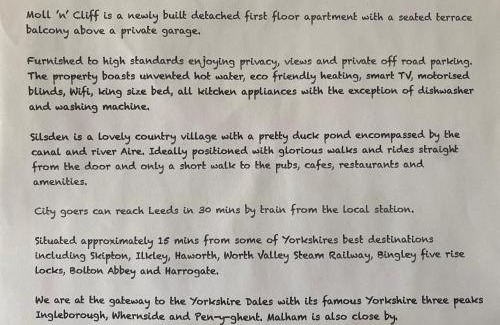 Moll 'n' Cliff is a newly built detached first floor apartment with a seated terrace
balcony above a private garage.
Furnished to high standards enjoying privacy, views and private off road parking.
The property boasts unvented hot water, eco friendly heating, smart TV, motorised
blinds, Wifi, king size bed, all kitchen appliances with the exception of dishwasher
and washing machine.
Silsden is a lovely country village with a pretty duck pond encompassed by the
canal and river Aire. Ideally positioned with glorious walks and rides straight
from the door and only a short walk to the pubs, cafes, restaurants and
amenities.
City goers can reach Leeds in 30 mins by train from the local station.
Situated approximately 15 mins from some of Yorkshires best destinations
including Skipton, Ilkley, Haworth, Worth Valley Steam Railway, Bingley five rise
locks, Bolton Abbey and Harrogate.
We are at the gateway to the Yorkshire Dales with its famous Yorkshire three peaks
Ingleborough, Whernside and Pen-y-ghent. Malham is also close by.